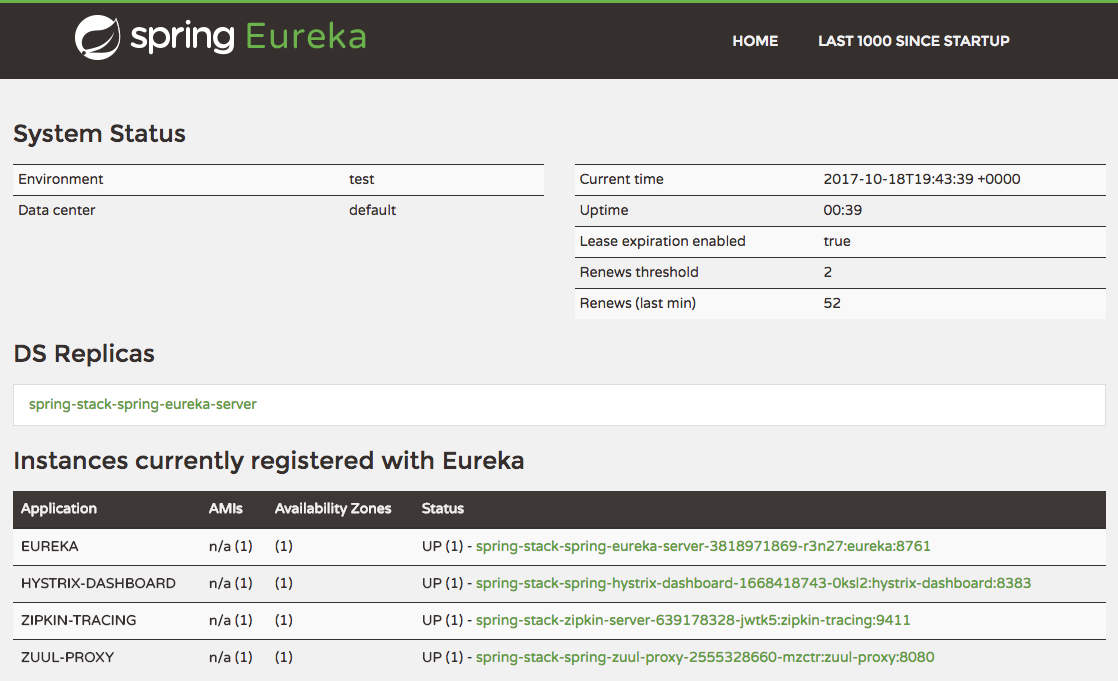 spring Eureka
HOME LAST 1000 SINCE STARTUP
System Status
Environment test
Data center default
Current time 2017-10-18T19:43:39 +0000
Uptime 00:39
Lease expiration enabled true
Renews threshold 2
Renews (last min) 52
DS Replicas
spring-stack-spring-eureka-server
Instances currently registered with Eureka
Application AMIs Availability Zones Status
EUREKA n/a (1) (1) UP (1) - spring-stack-spring-eureka-server-3818971869-r3n27:eureka:8761
HYSTRIX-DASHBOARD n/a (1) (1) UP (1) - spring-stack-spring-hystrix-dashboard-1668418743-0ksl2:hystrix-dashboard:8383
ZIPKIN-TRACING n/a (1) (1) UP (1) - spring-stack-zipkin-server-639178328-jwtk5:zipkin-tracing:9411
ZUUL-PROXY n/a (1) (1) UP (1) - spring-stack-spring-zuul-proxy-2555328660-mzctr:zuul-proxy:8080